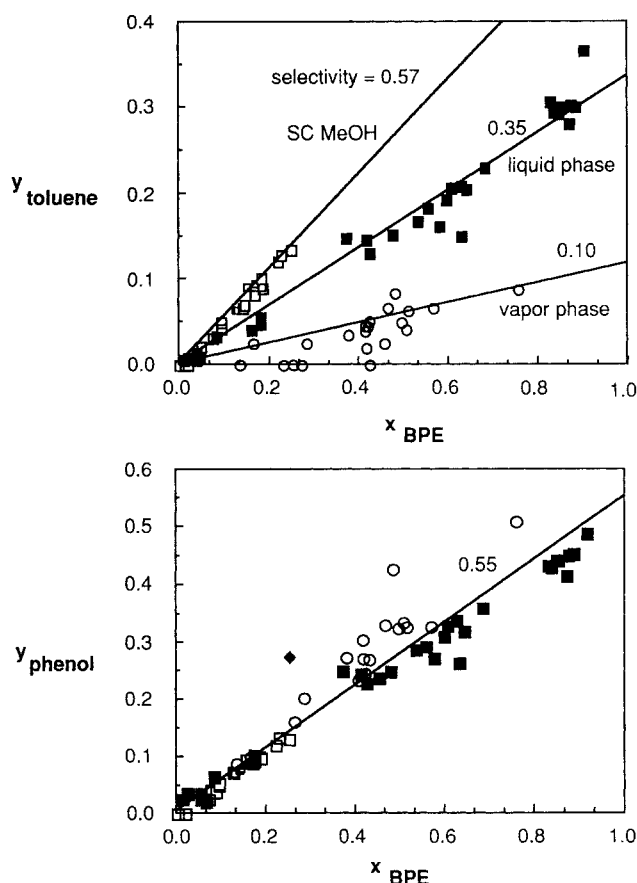 0.4
selectivity = 0.57
SC MeOH
0.3
0.35
liquid phase
y toluene
0.2
0.10
0.1
vapor phase
0.0
0.0 0.2 0.4 0.6 0.8 1.0
x BPE
0.6
0.5
0.55
0.4
y phenol
0.3
0.2
0.1
0.0
0.0 0.2 0.4 0.6 0.8 1.0
x BPE